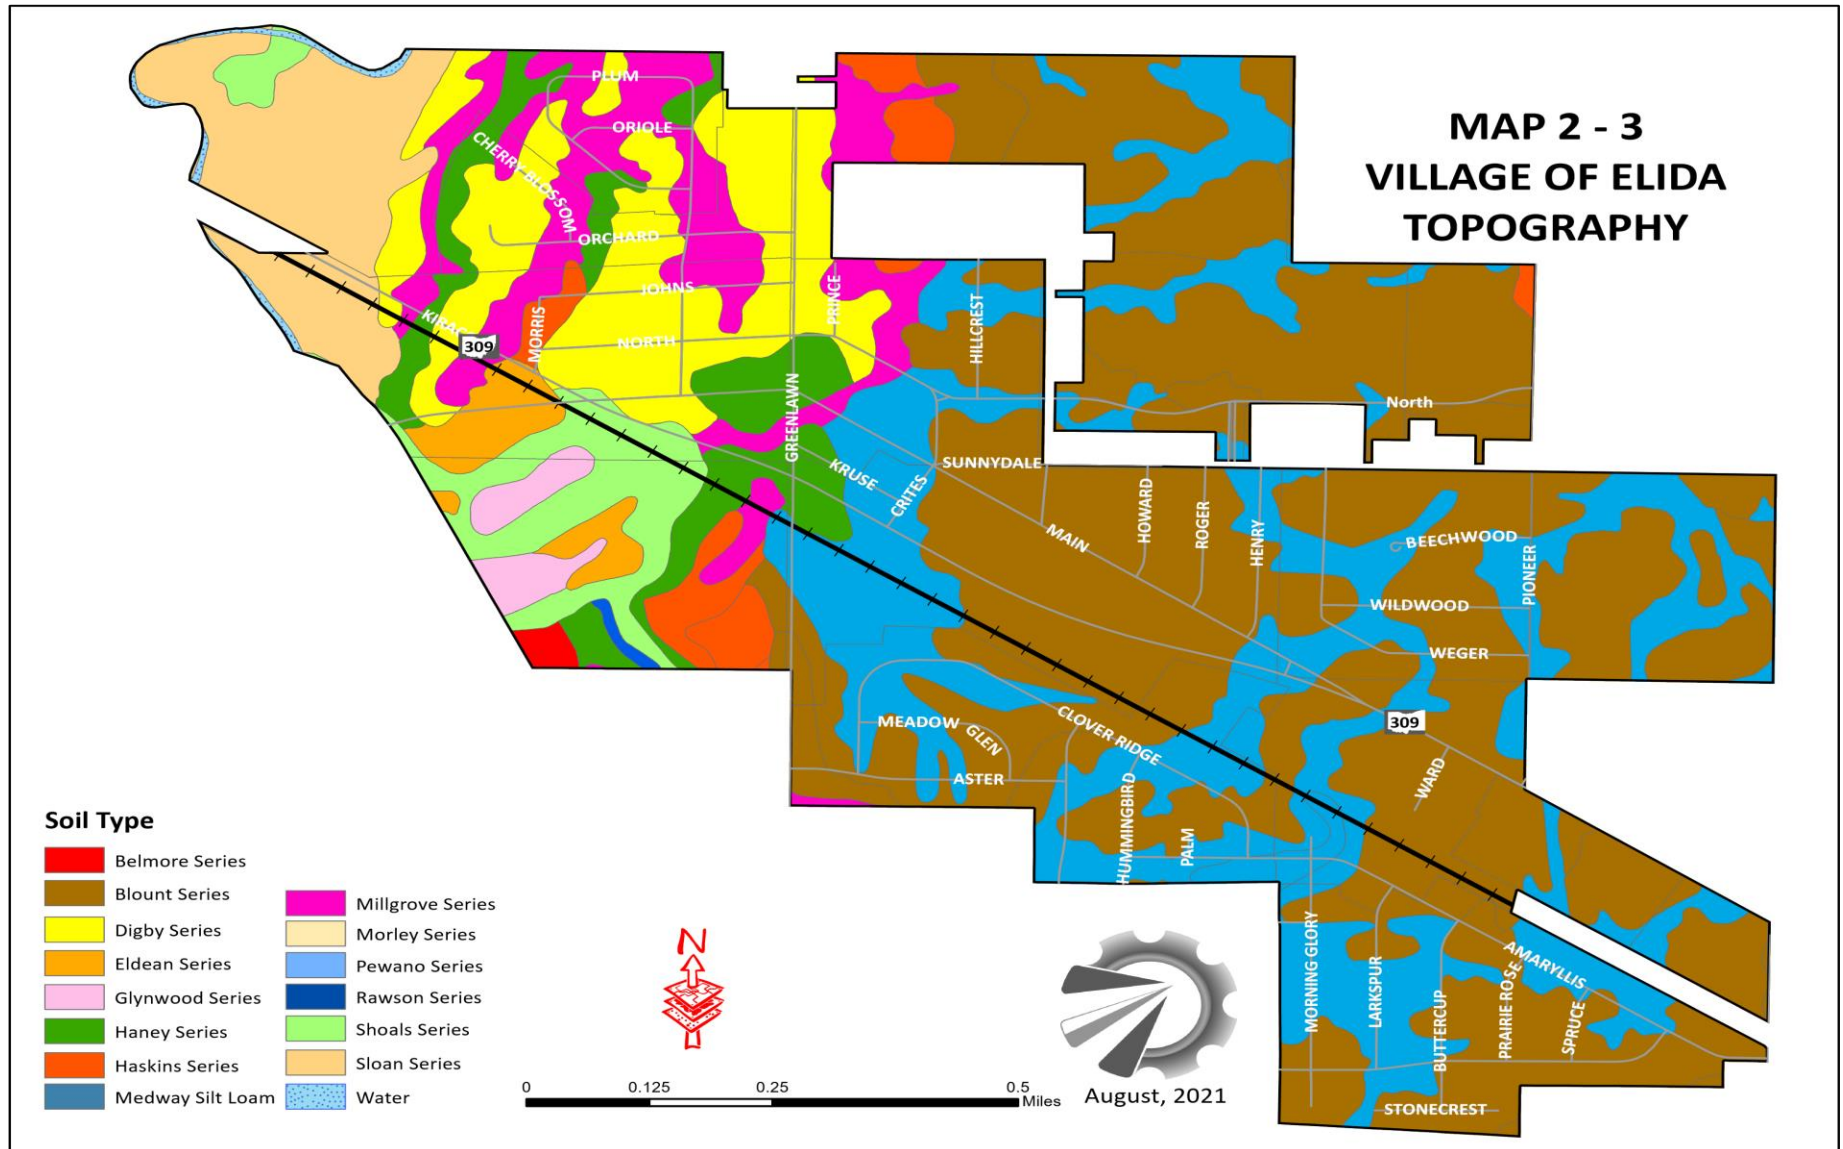 MAP 2 - 3
VILLAGE OF ELIDA
TOPOGRAPHY
PLUM
ORIOLE
CHERRY BLOSSOM
ORCHARD
JOHNS
PRINCE
HILLCREST
MORRIS
309
NORTH
North
GREENLAWN
KRUSE
CRITES
SUNNYDALE
MAIN
HOWARD
ROGER
HENRY
BEECHWOOD
PIONEER
WILDWOOD
WEGER
309
MEADOW
GLEN
CLOVER RIDGE
ASTER
WARD
HUMMINGBIRD
PALM
MORNING GLORY
LARKSPUR
BUTTERCUP
PRAIRIE ROSE
AMARYLLIS
SPRUCE
STONECREST
Soil Type
Belmore Series
Blount Series
Digby Series
Eldean Series
Glynwood Series
Haney Series
Haskins Series
Medway Silt Loam
Millgrove Series
Morley Series
Pewano Series
Rawson Series
Shoals Series
Sloan Series
Water
N
0 0.125 0.25 0.5
Miles
August, 2021